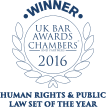 WINNER
UK BAR
AWARDS
CHAMBERS
2016
HUMAN RIGHTS & PUBLIC
LAW SET OF THE YEAR